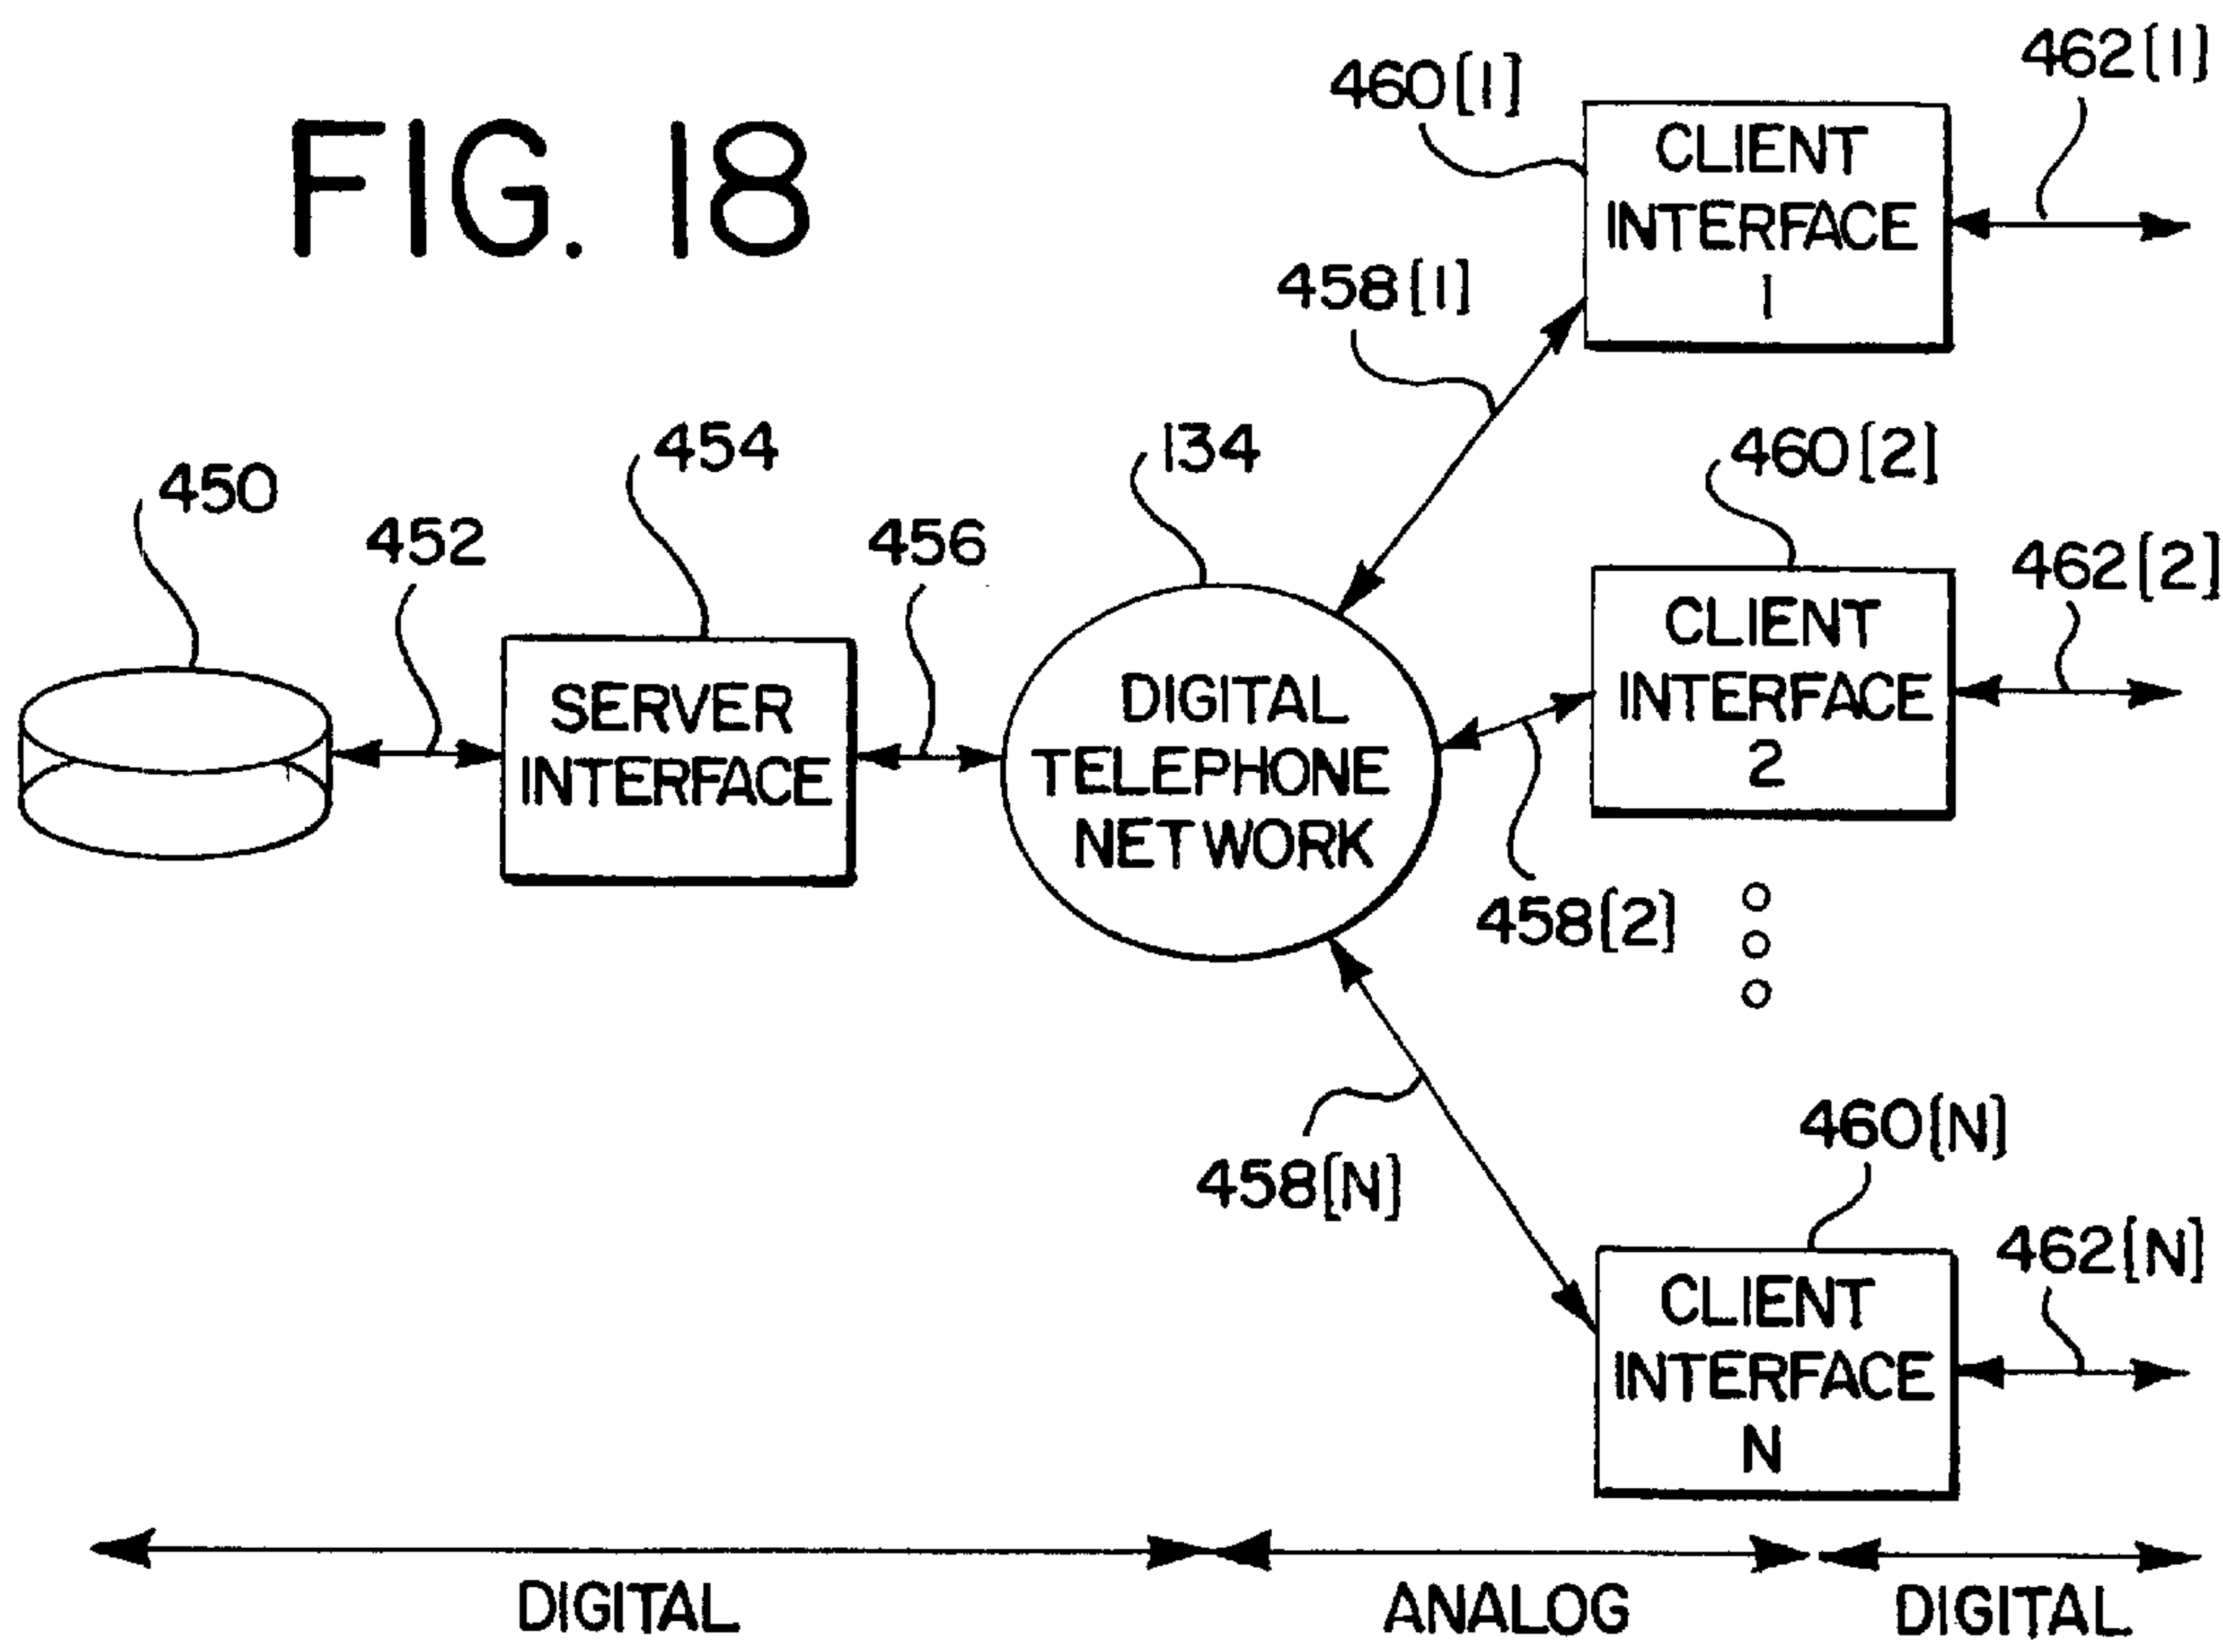 FIG. 18
460[1]
462[1]
CLIENT
INTERFACE
1
458[1]
454
134
460[2]
450
452
456
462[2]
CLIENT
INTERFACE
2
SERVER
INTERFACE
DIGITAL
TELEPHONE
NETWORK
458[2]
460[N]
458[N]
462[N]
CLIENT
INTERFACE
N
DIGITAL
ANALOG
DIGITAL